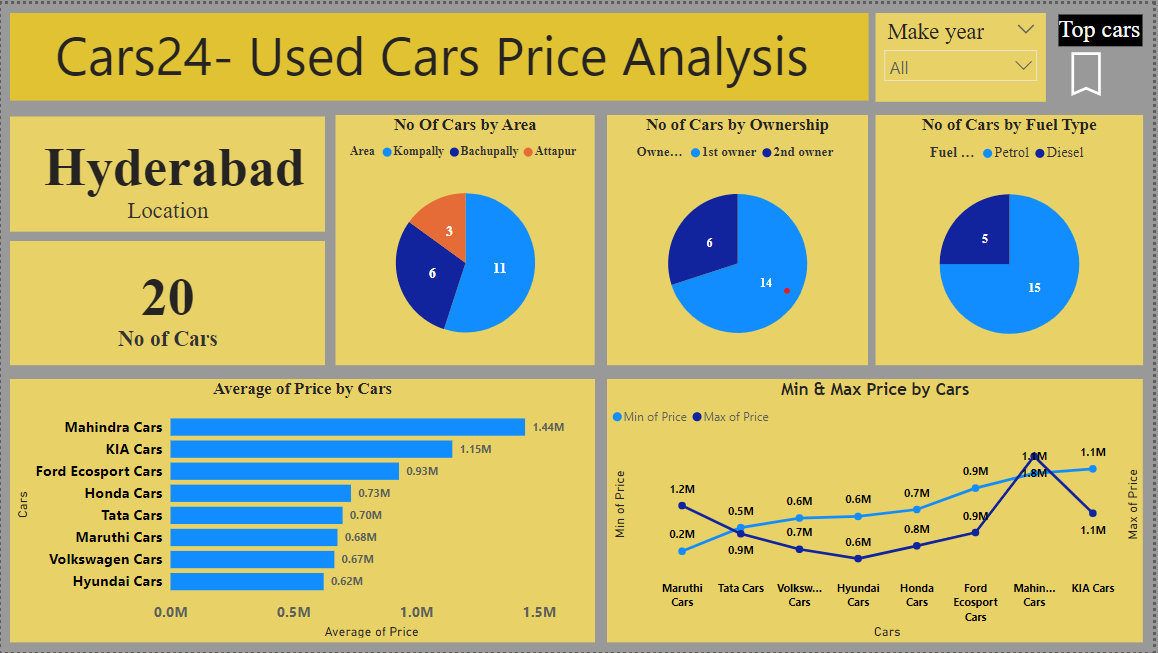 Cars24- Used Cars Price Analysis
Make year
All
Top cars
Hyderabad
Location
20
No of Cars
No Of Cars by Area
Area Kompally Bachupally Attapur
3
6
11
No of Cars by Ownership
Owne... 1st owner 2nd owner
6
14
No of Cars by Fuel Type
Fuel ... Petrol Diesel
5
15
Average of Price by Cars
Cars
Mahindra Cars 1.44M
KIA Cars 1.15M
Ford Ecosport Cars 0.93M
Honda Cars 0.73M
Tata Cars 0.70M
Maruthi Cars 0.68M
Volkswagen Cars 0.67M
Hyundai Cars 0.62M
0.0M 0.5M 1.0M 1.5M
Average of Price
Min & Max Price by Cars
Min of Price Max of Price
Min of Price
Max of Price
1.2M 0.5M 0.6M 0.6M 0.7M 0.9M 1.1M
0.2M 0.9M 0.7M 0.6M 0.8M 0.9M 1.8M 1.1M
Maruthi Cars
Tata Cars
Volksw... Cars
Hyundai Cars
Honda Cars
Ford Ecosport Cars
Mahin... Cars
KIA Cars
Cars